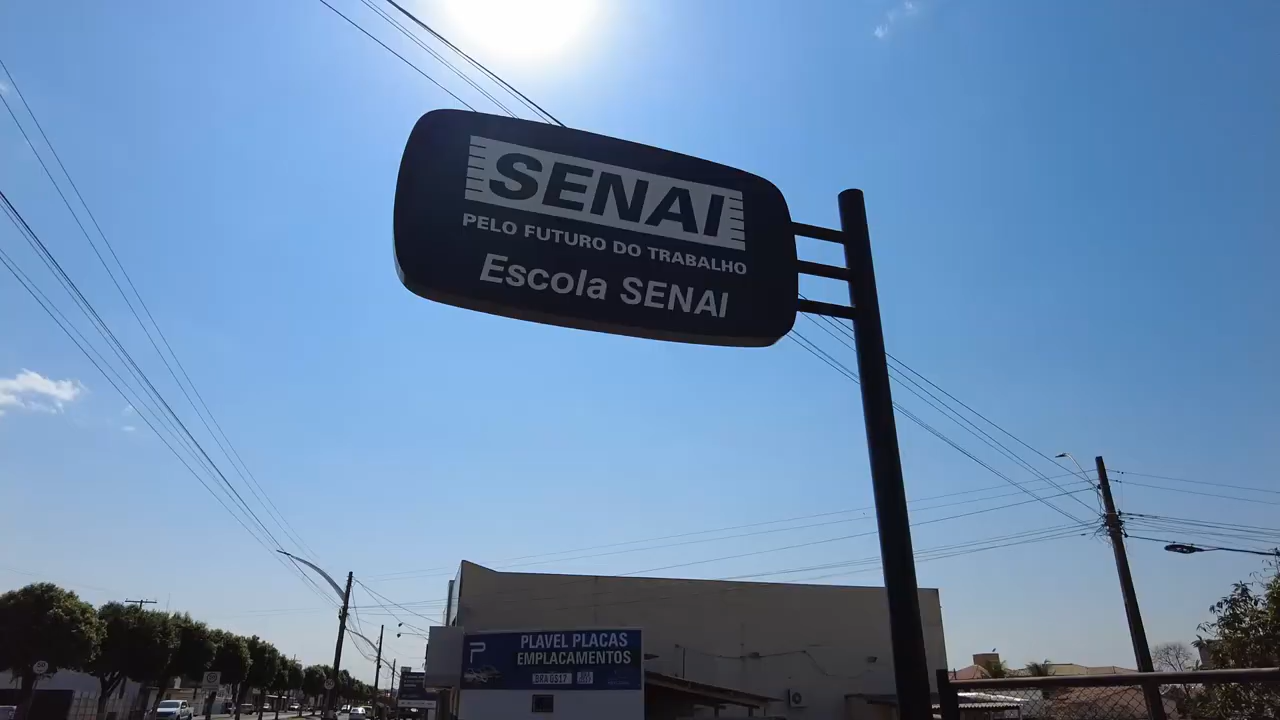 SENAI
PELO FUTURO DO TRABALHO
Escola SENAI
PLAVEL PLACAS
EMPLACAMENTOS
P